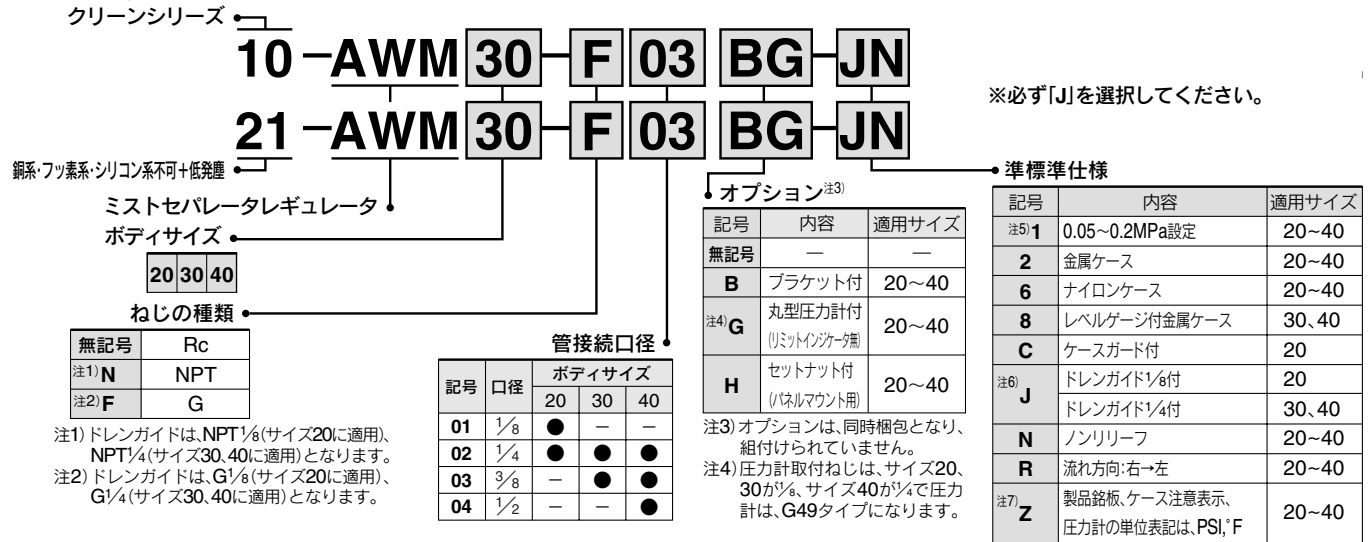 クリーンシリーズ
10-AWM30-F03BG-JN
※必ず「J」を選択してください。
21-AWM30-F03BG-JN
銅系・フッ素系・シリコン系不可＋低発塵
ミストセパレータレギュレータ
ボディサイズ
20 30 40
ねじの種類
無記号 Rc
注1)N NPT
注2)F G
注1)ドレンガイドは、NPT1/8(サイズ20に適用)、
NPT1/4(サイズ30、40に適用)となります。
注2)ドレンガイドは、G1/8(サイズ20に適用)、
G1/4(サイズ30、40に適用)となります。
管接続口径
記号 口径 ボディサイズ
20 30 40
01 1/8 ● － －
02 1/4 ● ● ●
03 3/8 － ● ●
04 1/2 － － ●
オプション注3)
記号 内容 適用サイズ
無記号 ― ―
B ブラケット付 20～40
注4)G 丸型圧力計付 20～40
(リミットインジケータ無)
H セットナット付 20～40
(パネルマウント用)
注3)オプションは、同時梱包となり、
組付けられていません。
注4)圧力計取付ねじは、サイズ20、
30が1/8、サイズ40が1/4で圧力
計は、G49タイプになります。
準標準仕様
記号 内容 適用サイズ
注5)1 0.05～0.2MPa設定 20～40
2 金属ケース 20～40
6 ナイロンケース 20～40
8 レベルゲージ付金属ケース 30、40
C ケースガード付 20
注6)J ドレンガイド1/8付 20
ドレンガイド1/4付 30、40
N ノンリリーフ 20～40
R 流れ方向:右→左 20～40
注7)Z 製品銘板、ケース注意表示、 20～40
圧力計の単位表記は、PSI,°F